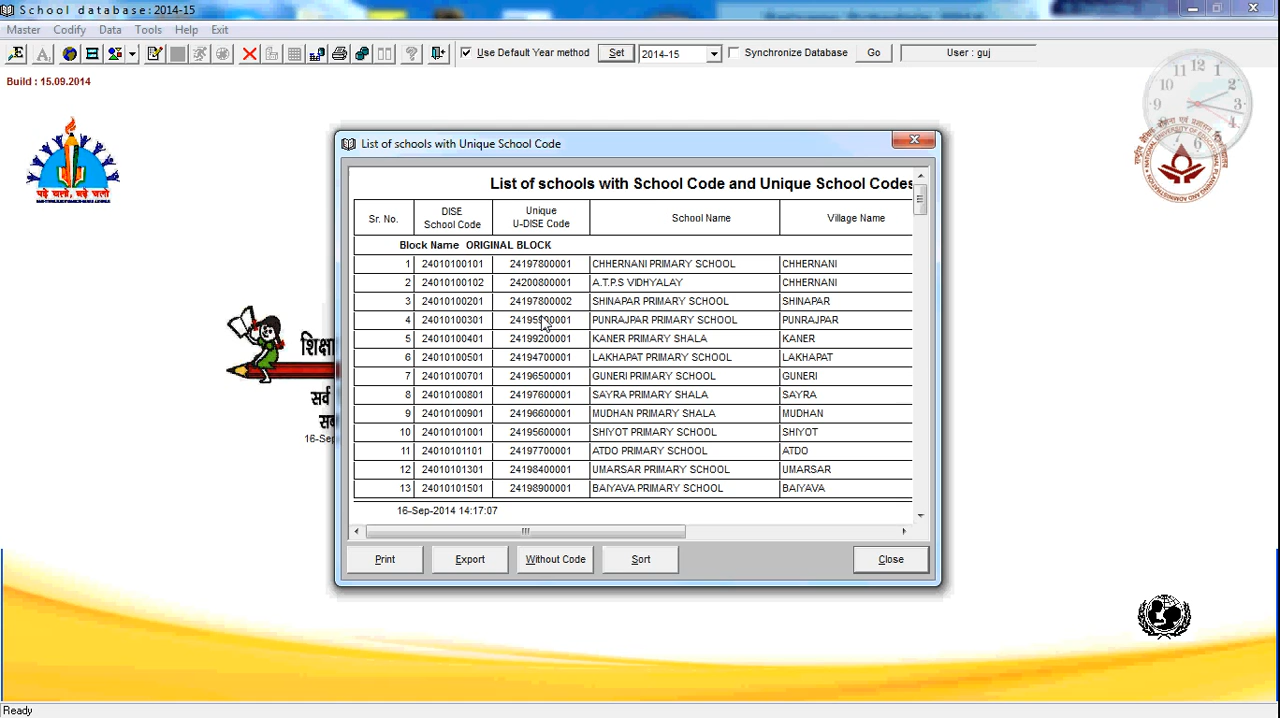 School database:2014-15
Master Codify Data Tools Help Exit
Use Default Year method Set 2014-15 Synchronize Database Go User : guj
Build : 15.09.2014
पढ़े चलो, बढ़े चलो
List of schools with Unique School Code
List of schools with School Code and Unique School Codes
Sr. No. DISE School Code Unique U-DISE Code School Name Village Name
Block Name ORIGINAL BLOCK
1 24010100101 24197800001 CHHERNANI PRIMARY SCHOOL CHHERNANI
2 24010100102 24200800001 A.T.P.S VIDHYALAY CHHERNANI
3 24010100201 24197800002 SHINAPAR PRIMARY SCHOOL SHINAPAR
4 24010100301 PUNRAJPAR PRIMARY SCHOOL PUNRAJPAR
5 24010100401 24199200001 KANER PRIMARY SHALA KANER
6 24010100501 24194700001 LAKHAPAT PRIMARY SCHOOL LAKHAPAT
7 24010100701 24196500001 GUNERI PRIMARY SCHOOL GUNERI
8 24010100801 24197600001 SAYRA PRIMARY SHALA SAYRA
9 24010100901 24196600001 MUDHAN PRIMARY SHALA MUDHAN
10 24010101001 24195600001 SHIYOT PRIMARY SCHOOL SHIYOT
11 24010101101 24197700001 ATDO PRIMARY SCHOOL ATDO
12 24010101301 24198400001 UMARSAR PRIMARY SCHOOL UMARSAR
13 24010101501 24198900001 BAIYAVA PRIMARY SCHOOL BAIYAVA
16-Sep-2014 14:17:07
Print Export Without Code Sort Close
शिक्षा
सर्व
सब
16-Sep
Ready